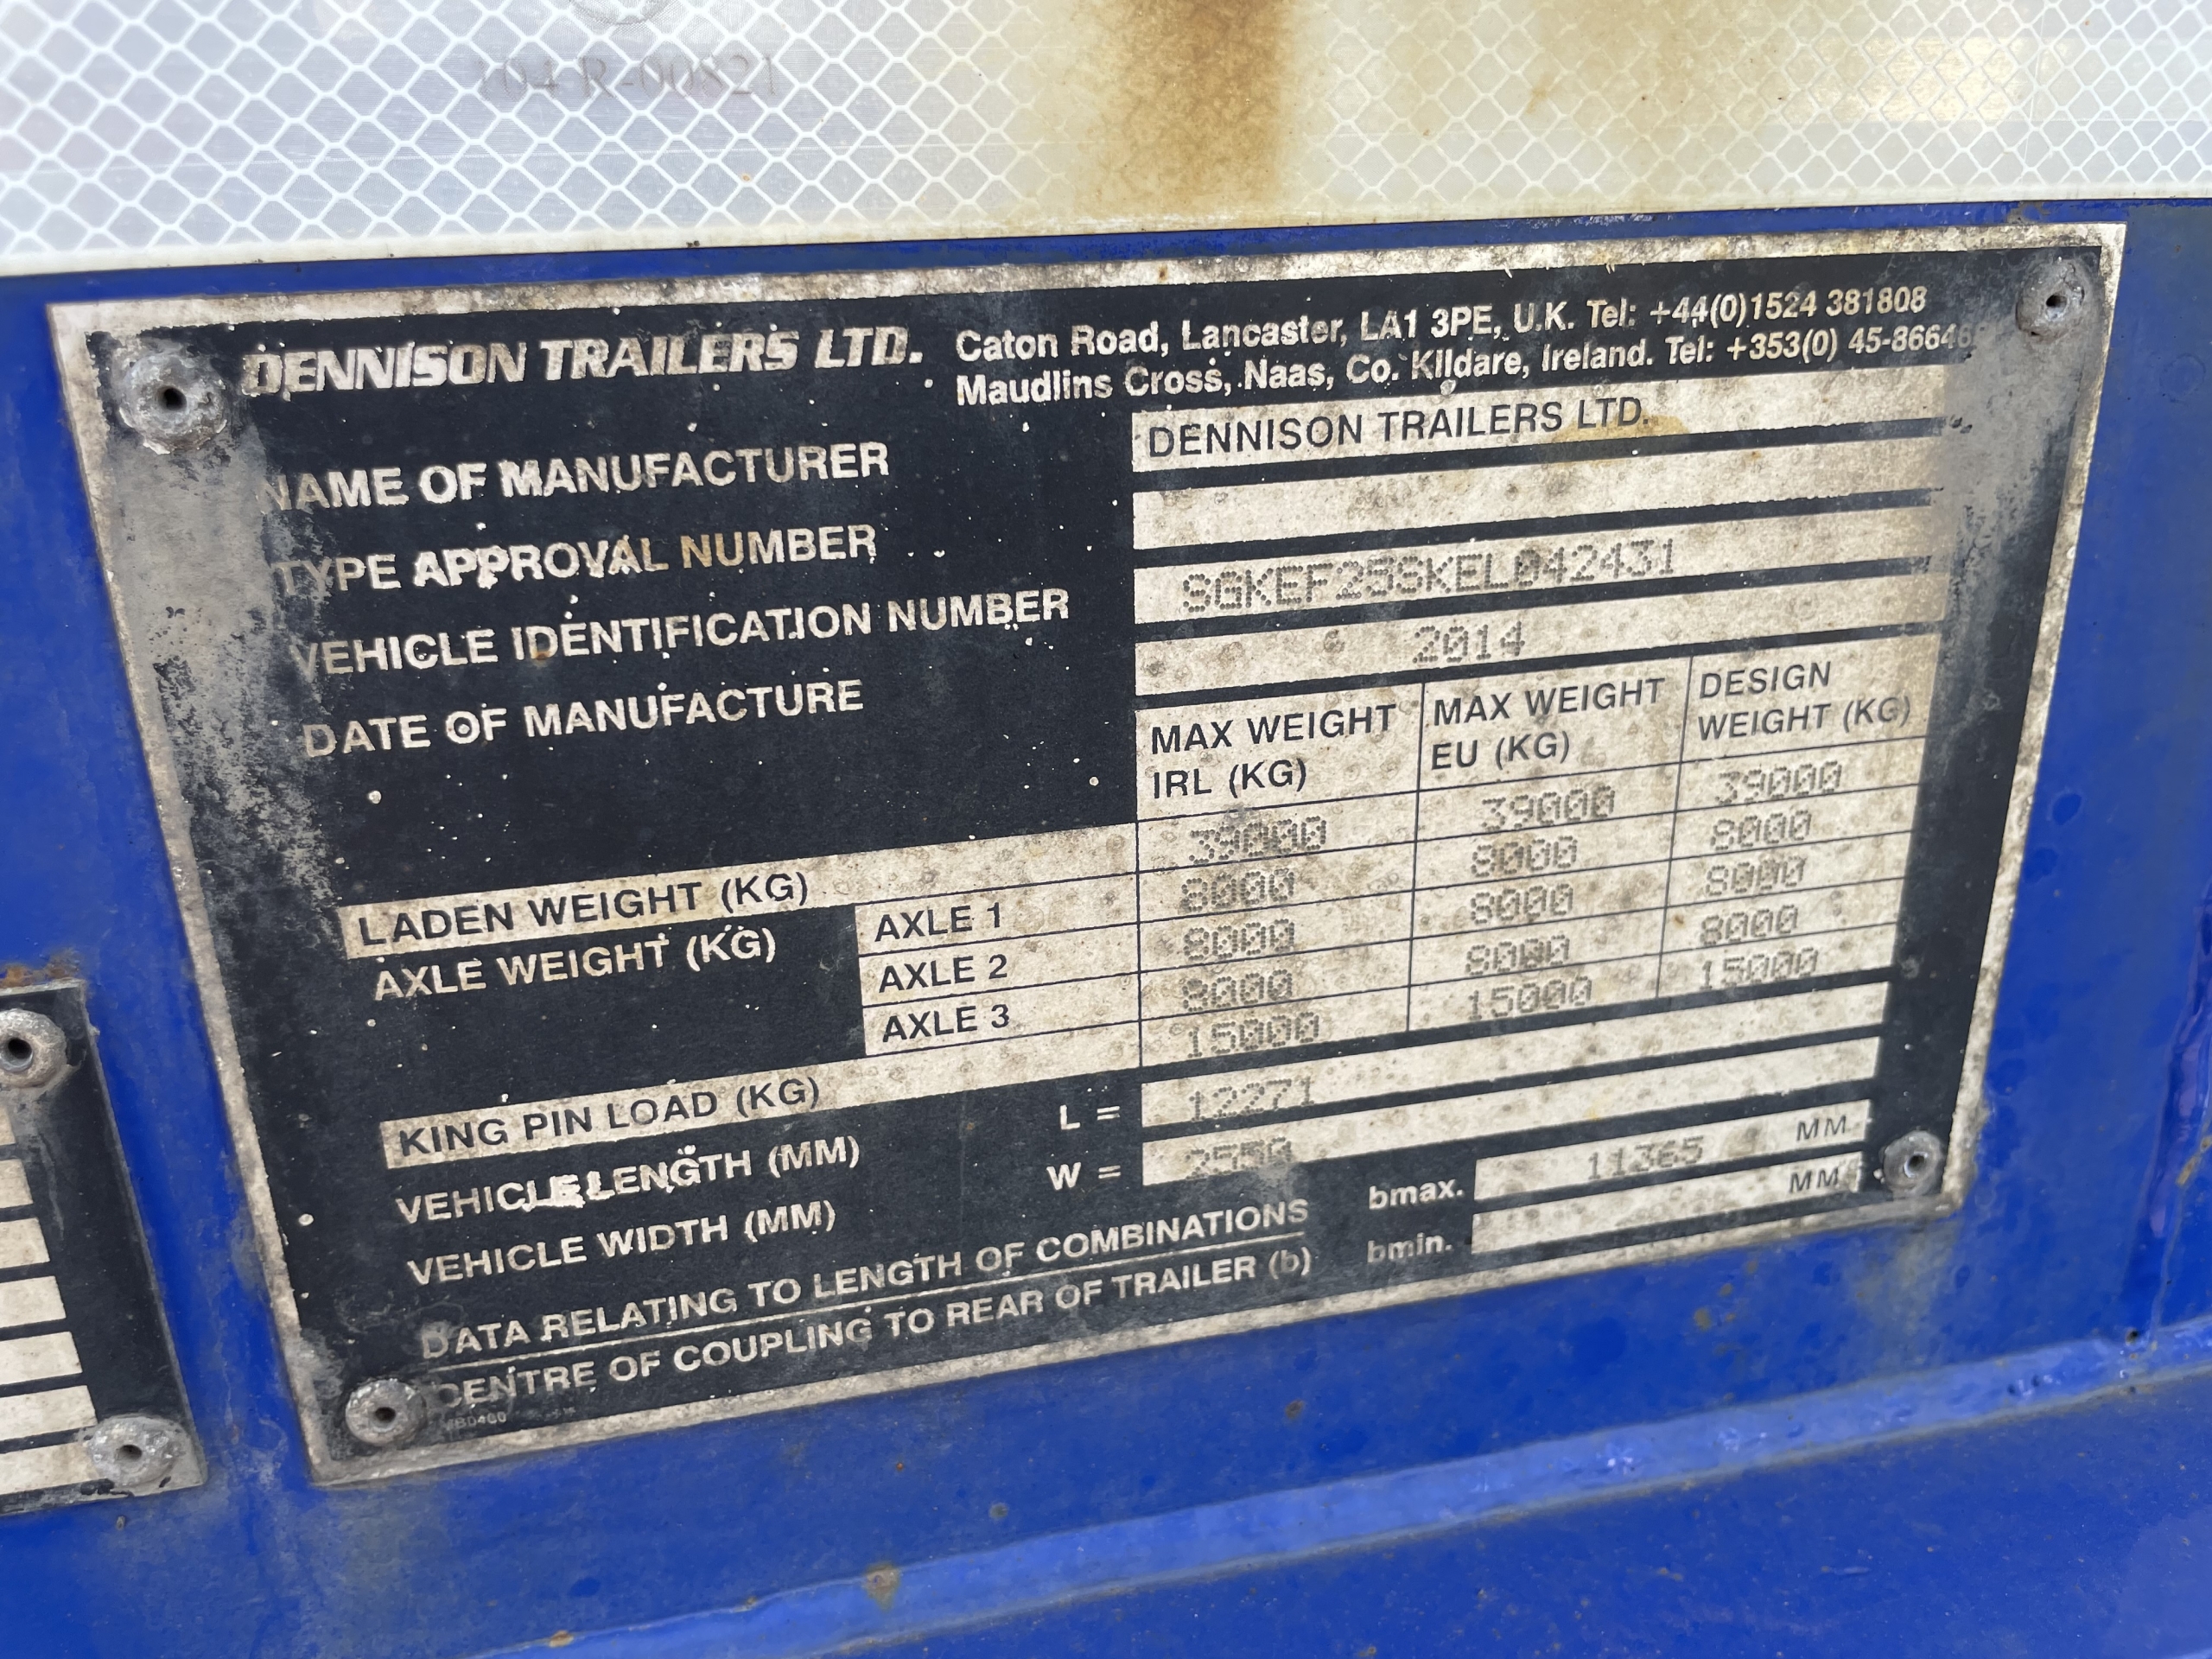 104 R-00821
DENNISON TRAILERS LTD. Caton Road, Lancaster, LA1 3PE, U.K. Tel: +44(0)1524 381808
Maudlins Cross, Naas, Co. Kildare, Ireland. Tel: +353(0) 45-86646
NAME OF MANUFACTURER DENNISON TRAILERS LTD.
TYPE APPROVAL NUMBER
VEHICLE IDENTIFICATION NUMBER SGKEF25SKEL042431
DATE OF MANUFACTURE 2014
MAX WEIGHT IRL (KG) MAX WEIGHT EU (KG) DESIGN WEIGHT (KG)
LADEN WEIGHT (KG) 39000 39000 39000
AXLE WEIGHT (KG) AXLE 1 8000 8000 8000
AXLE 2 8000 8000 8000
AXLE 3 8000 8000 8000
KING PIN LOAD (KG) 15000 15000 15000
VEHICLE LENGTH (MM) L = 12271
VEHICLE WIDTH (MM) W = 2550
DATA RELATING TO LENGTH OF COMBINATIONS bmax. 11365 MM
CENTRE OF COUPLING TO REAR OF TRAILER (b) bmin. MM